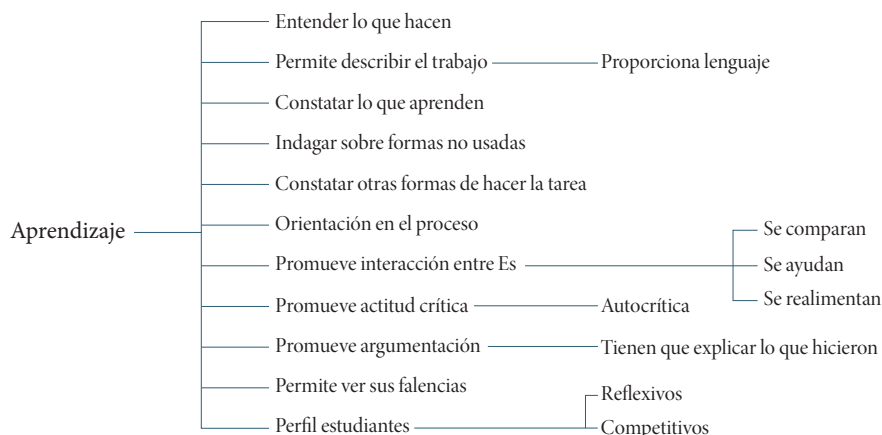 Entender lo que hacen
Permite describir el trabajo
Proporciona lenguaje
Constatar lo que aprenden
Indagar sobre formas no usadas
Constatar otras formas de hacer la tarea
Aprendizaje
Orientación en el proceso
Promueve interacción entre Es
Se comparan
Se ayudan
Se realimentan
Promueve actitud crítica
Autocrítica
Promueve argumentación
Tienen que explicar lo que hicieron
Permite ver sus falencias
Perfil estudiantes
Reflexivos
Competitivos